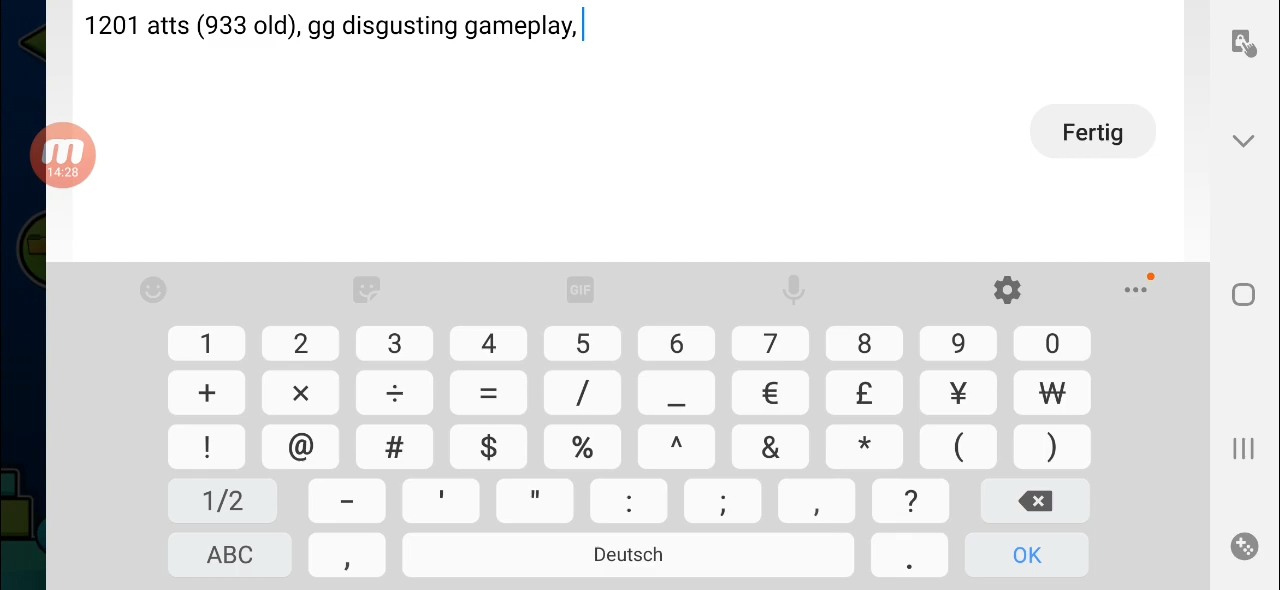 1201 atts (933 old), gg disgusting gameplay,
Fertig
m
14:28
GIF
1 2 3 4 5 6 7 8 9 0
+ × ÷ = / _ € £ ¥ ₩
! @ # $ % ^ & * ( )
1/2 - ' " : ; , ?
ABC , Deutsch . OK